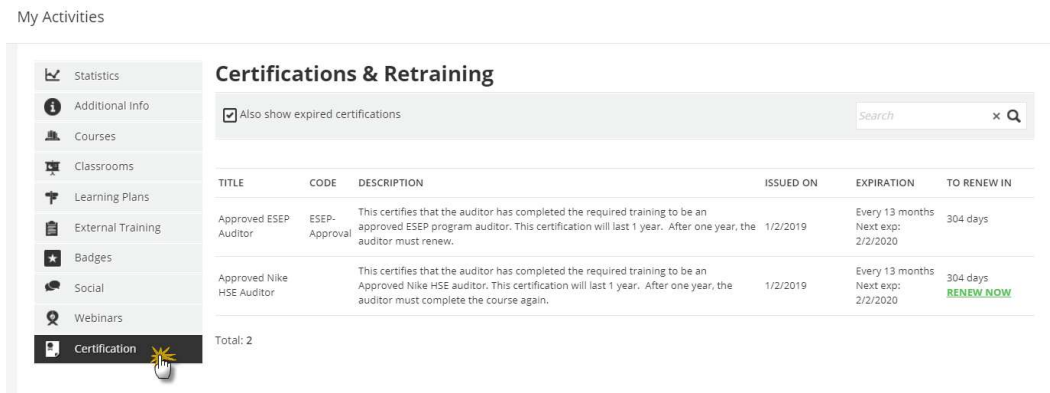 My Activities
Statistics
Additional Info
Courses
Classrooms
Learning Plans
External Training
Badges
Social
Webinars
Certification
Certifications & Retraining
Also show expired certifications
Search
TITLE CODE DESCRIPTION ISSUED ON EXPIRATION TO RENEW IN
Approved ESEP
Auditor
ESEP-
Approval
This certifies that the auditor has completed the required training to be an
approved ESEP program auditor. This certification will last 1 year. After one year, the
auditor must renew.
1/2/2019
Every 13 months
Next exp:
2/2/2020
304 days
Approved Nike
HSE Auditor
This certifies that the auditor has completed the required training to be an
Approved Nike HSE auditor. This certification will last 1 year. After one year, the
auditor must complete the course again.
1/2/2019
Every 13 months
Next exp:
2/2/2020
304 days
RENEW NOW
Total: 2